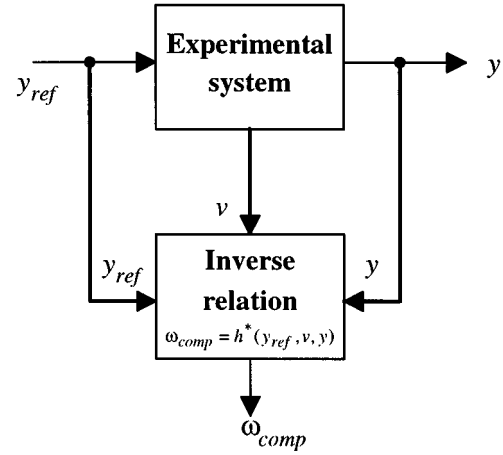 Experimental
system
y_ref
y
v
y_ref
y
Inverse
relation
ω_comp = h*(y_ref, v, y)
ω_comp